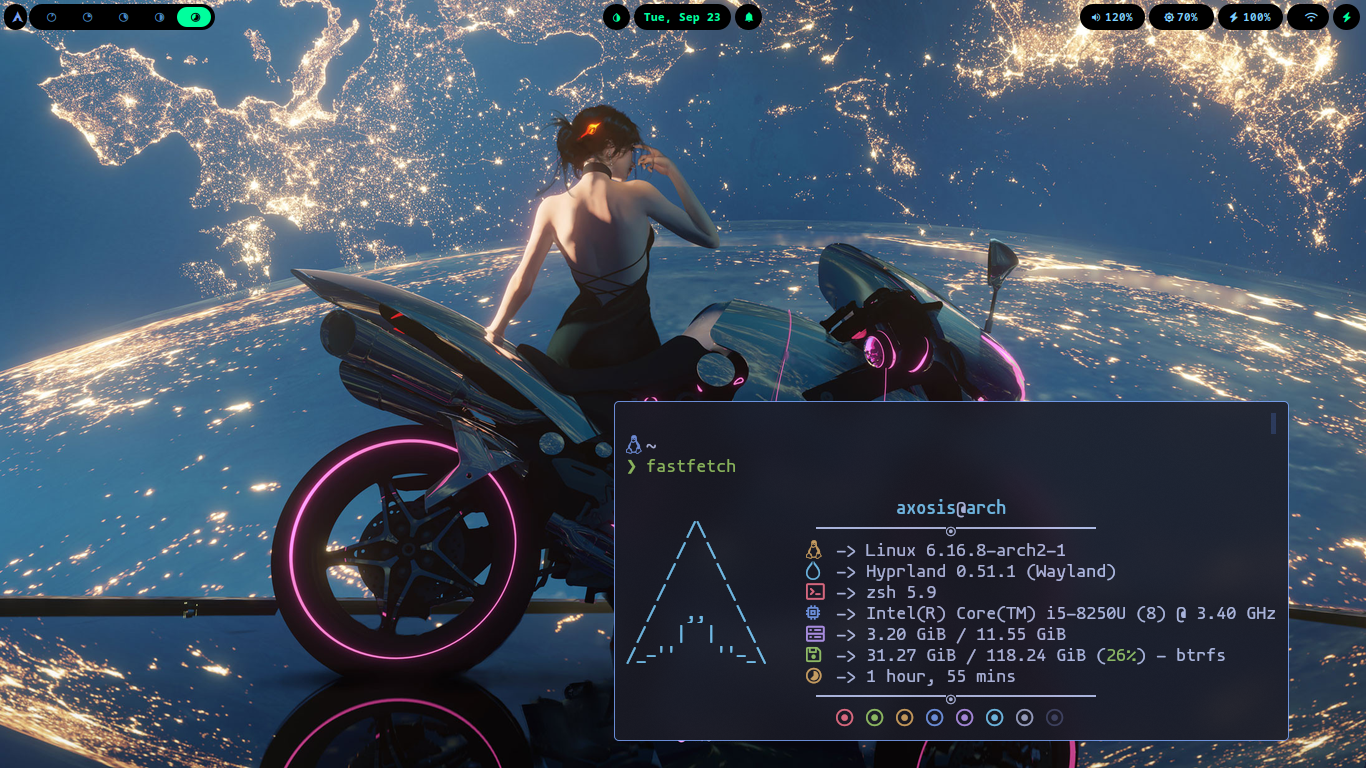 Tue, Sep 23
120%
70%
100%
~
❯ fastfetch
axosis@arch
-> Linux 6.16.8-arch2-1
-> Hyprland 0.51.1 (Wayland)
-> zsh 5.9
-> Intel(R) Core(TM) i5-8250U (8) @ 3.40 GHz
-> 3.20 GiB / 11.55 GiB
-> 31.27 GiB / 118.24 GiB (26%) - btrfs
-> 1 hour, 55 mins